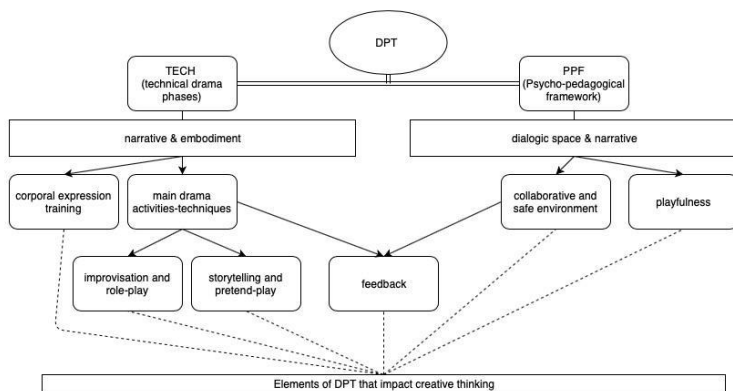 DPT
TECH
(technical drama
phases)
PPF
(Psycho-pedagogical
framework)
narrative & embodiment
dialogic space & narrative
corporal expression
training
main drama
activities-techniques
collaborative and
safe environment
playfulness
improvisation and
role-play
storytelling and
pretend-play
feedback
Elements of DPT that impact creative thinking